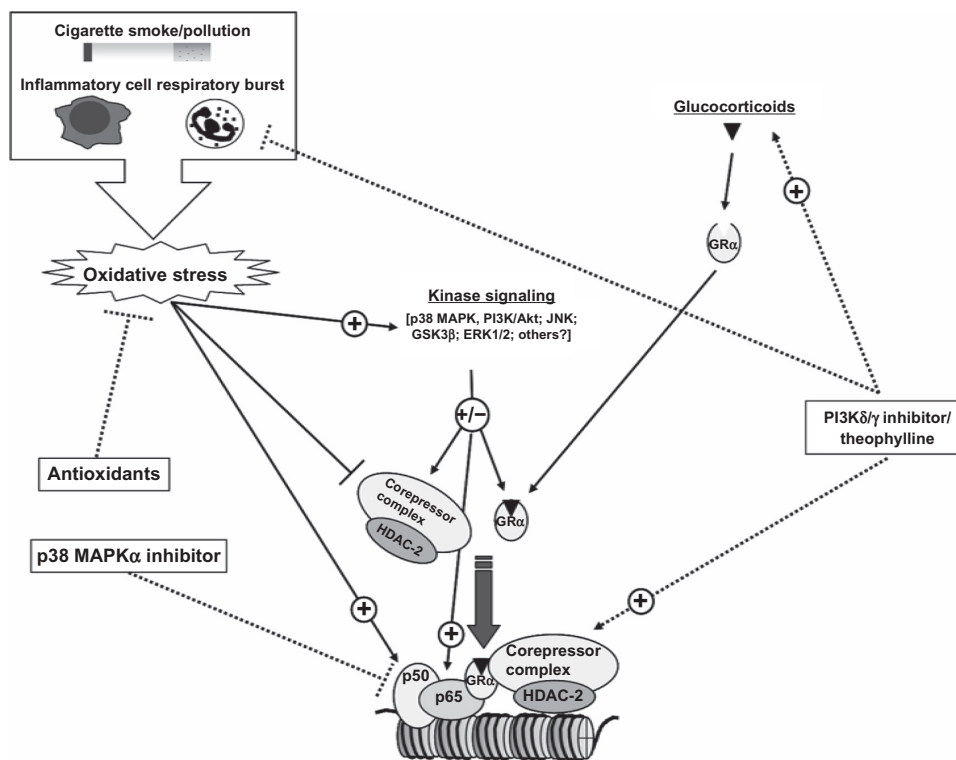 Cigarette smoke/pollution
Inflammatory cell respiratory burst
Glucocorticoids
+
GRα
Oxidative stress
Kinase signaling
[p38 MAPK, PI3K/Akt; JNK;
GSK3β; ERK1/2; others?]
+
+/−
PI3Kδ/γ inhibitor/
theophylline
Antioxidants
Corepressor
complex
HDAC-2
GRα
p38 MAPKα inhibitor
+
+
+
p50
p65
GRα
Corepressor
complex
HDAC-2